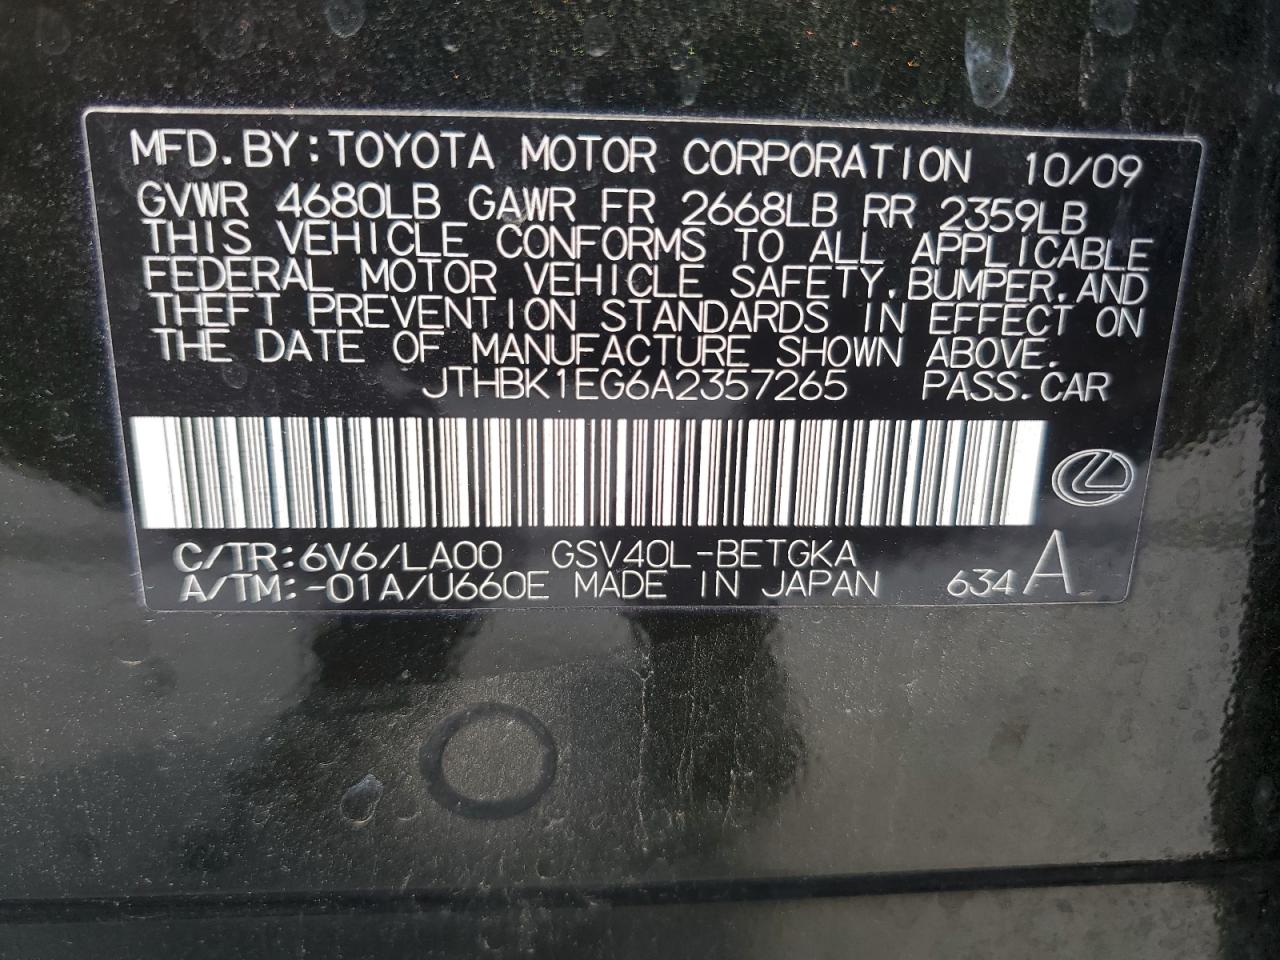 MFD.BY:TOYOTA MOTOR CORPORATION 10/09
GVWR 4680LB GAWR FR 2668LB RR 2359LB
THIS VEHICLE CONFORMS TO ALL APPLICABLE
FEDERAL MOTOR VEHICLE SAFETY,BUMPER,AND
THEFT PREVENTION STANDARDS IN EFFECT ON
THE DATE OF MANUFACTURE SHOWN ABOVE.
JTHBK1EG6A2357265 PASS.CAR
C/TR:6V6/LA00 GSV40L-BETGKA
A/TM:-01A/U660E MADE IN JAPAN 634 A